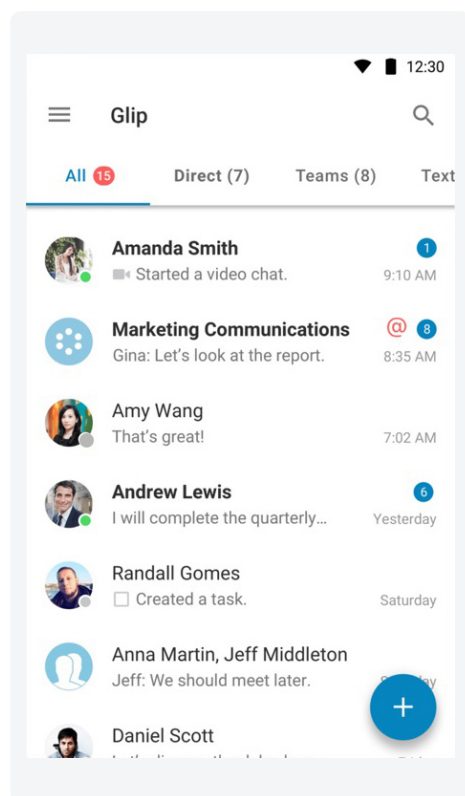 12:30
Glip
All 15 Direct (7) Teams (8) Text
Amanda Smith 1
Started a video chat. 9:10 AM
Marketing Communications @ 8
Gina: Let's look at the report. 8:35 AM
Amy Wang
That's great! 7:02 AM
Andrew Lewis 6
I will complete the quarterly... Yesterday
Randall Gomes
Created a task. Saturday
Anna Martin, Jeff Middleton
Jeff: We should meet later.
+
Daniel Scott